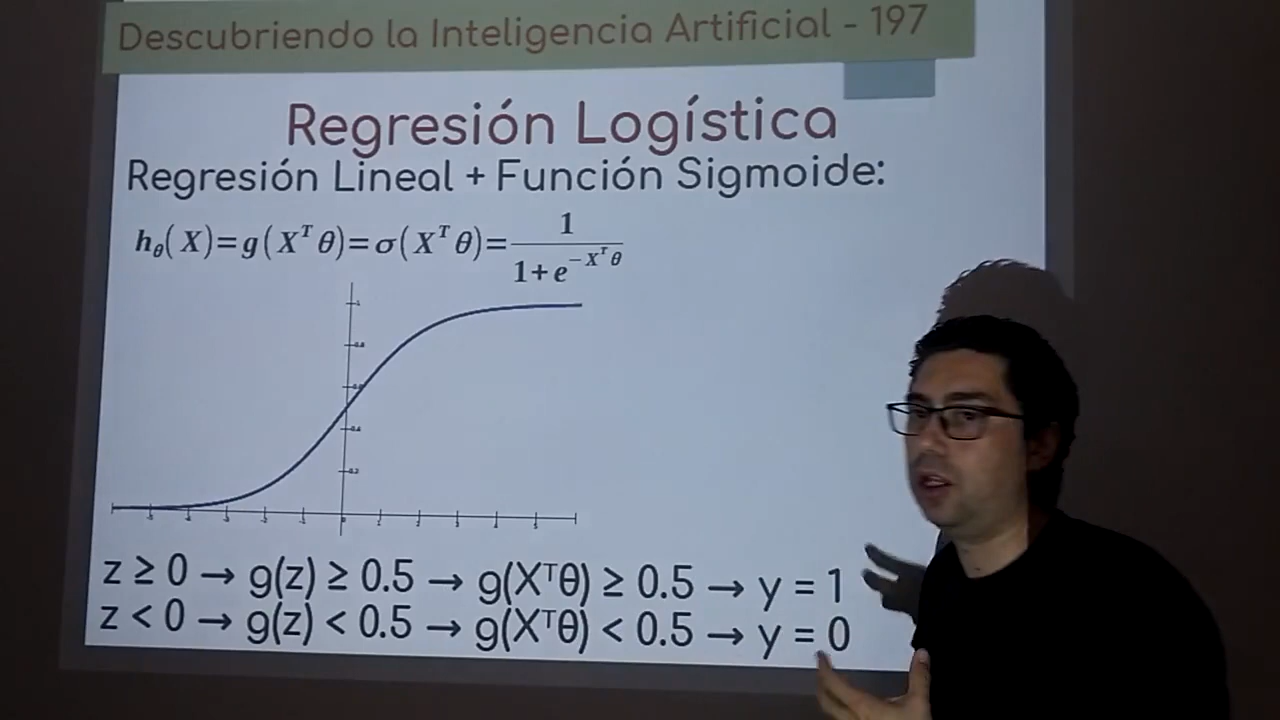 Descubriendo la Inteligencia Artificial - 197
Regresión Logística
Regresión Lineal + Función Sigmoide:
hθ(X)=g(Xᵀθ)=σ(Xᵀθ)=1/(1+e^(−Xᵀθ))
z ≥ 0 → g(z) ≥ 0.5 → g(Xᵀθ) ≥ 0.5 → y = 1
z < 0 → g(z) < 0.5 → g(Xᵀθ) < 0.5 → y = 0